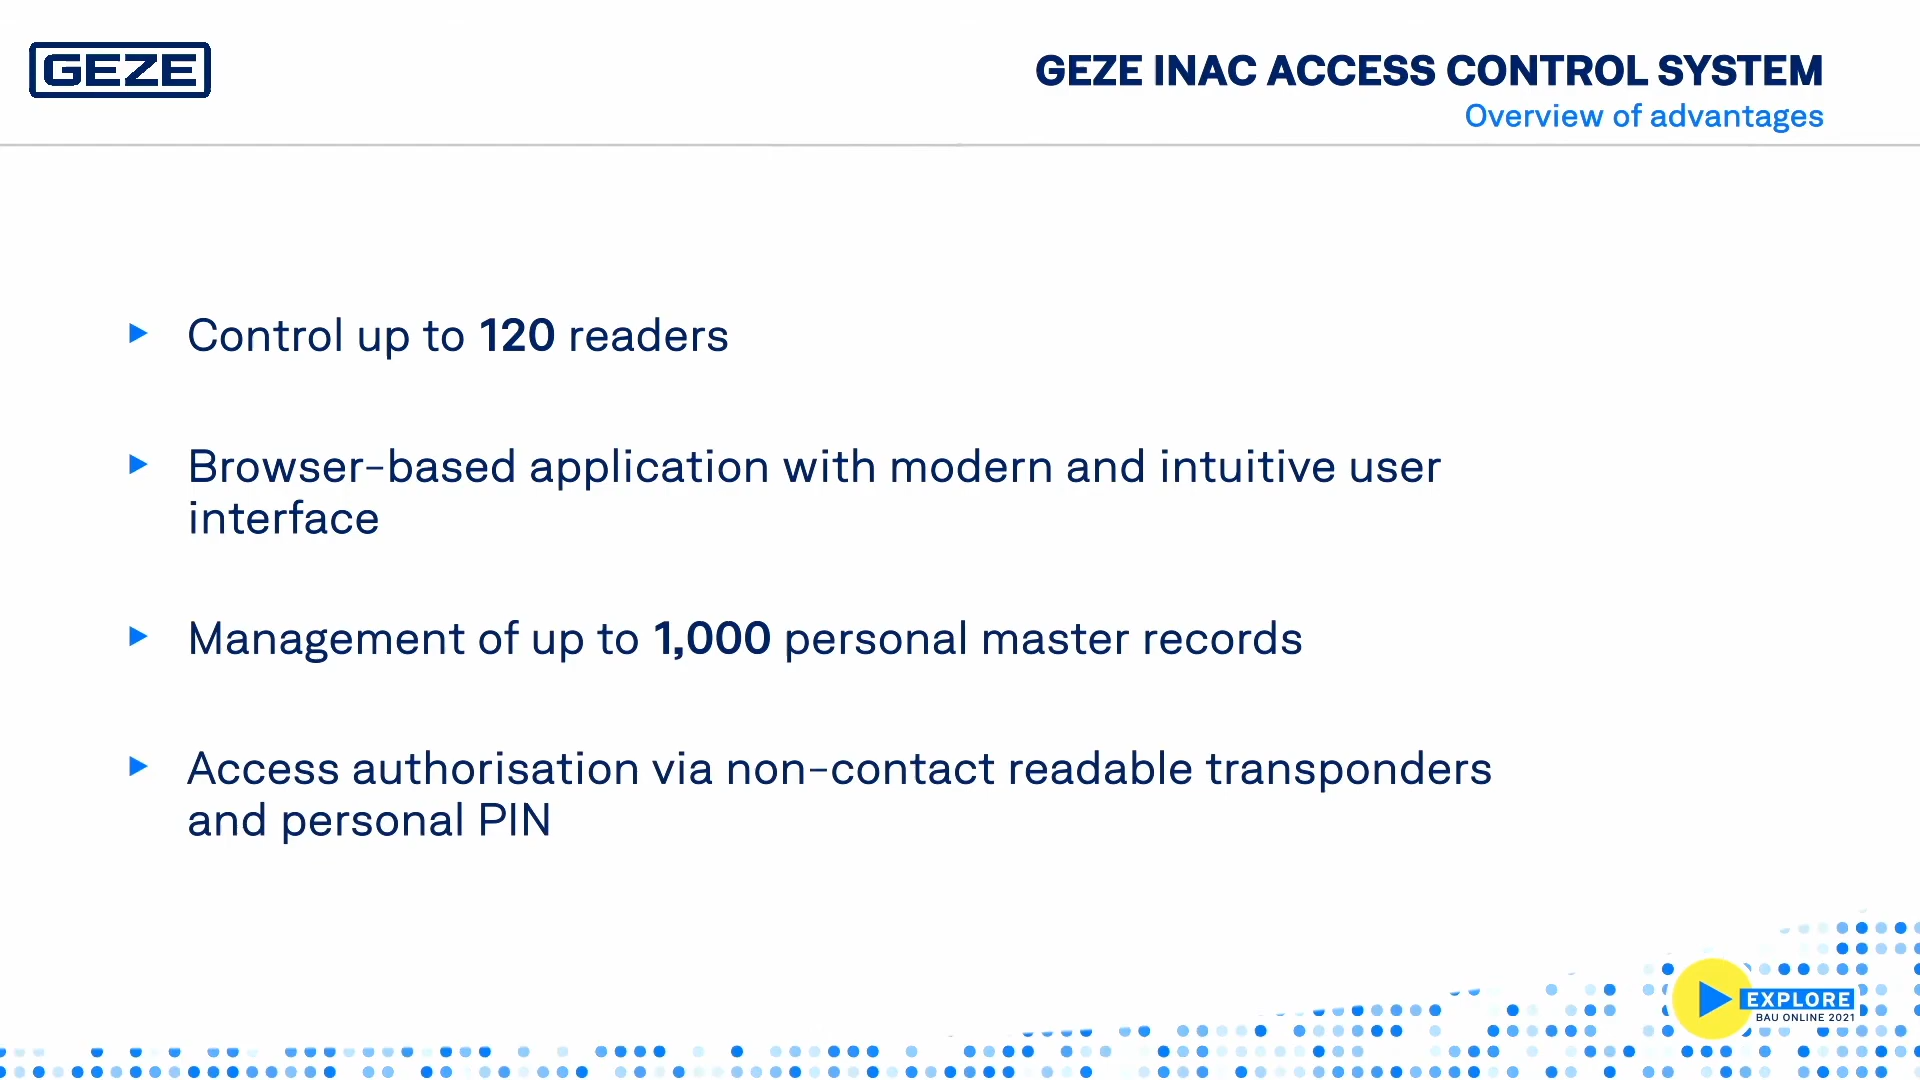 GEZE
GEZE INAC ACCESS CONTROL SYSTEM
Overview of advantages
Control up to 120 readers
Browser-based application with modern and intuitive user
interface
Management of up to 1,000 personal master records
Access authorisation via non-contact readable transponders
and personal PIN
EXPLORE
BAU ONLINE 2021